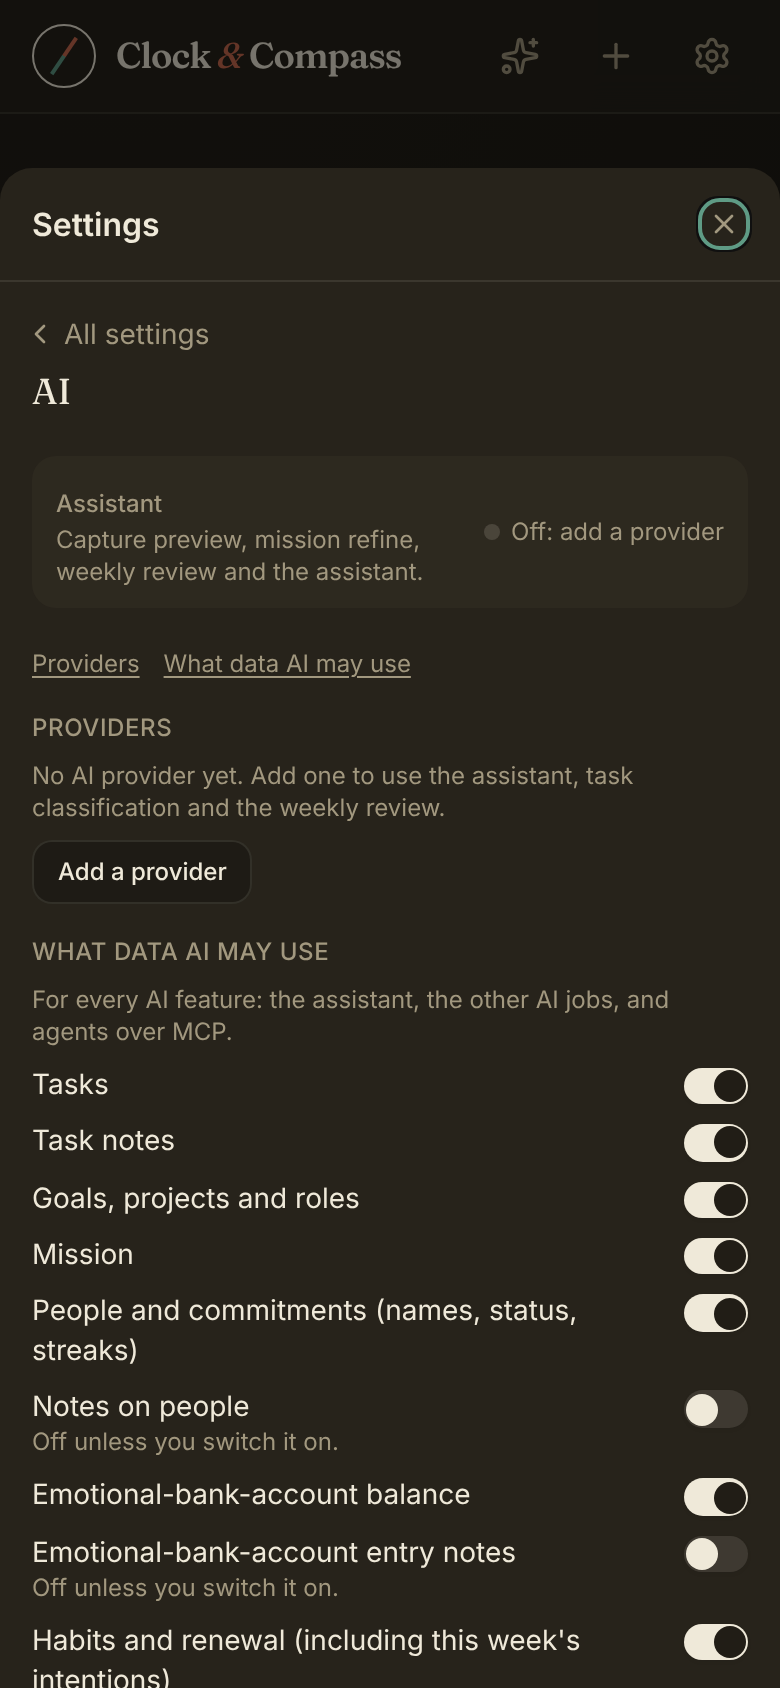 Clock & Compass
Settings
All settings
AI
Assistant
Capture preview, mission refine,
weekly review and the assistant.
Off: add a provider
Providers What data AI may use
PROVIDERS
No AI provider yet. Add one to use the assistant, task
classification and the weekly review.
Add a provider
WHAT DATA AI MAY USE
For every AI feature: the assistant, the other AI jobs, and
agents over MCP.
Tasks
Task notes
Goals, projects and roles
Mission
People and commitments (names, status,
streaks)
Notes on people
Off unless you switch it on.
Emotional-bank-account balance
Emotional-bank-account entry notes
Off unless you switch it on.
Habits and renewal (including this week's
intentions)